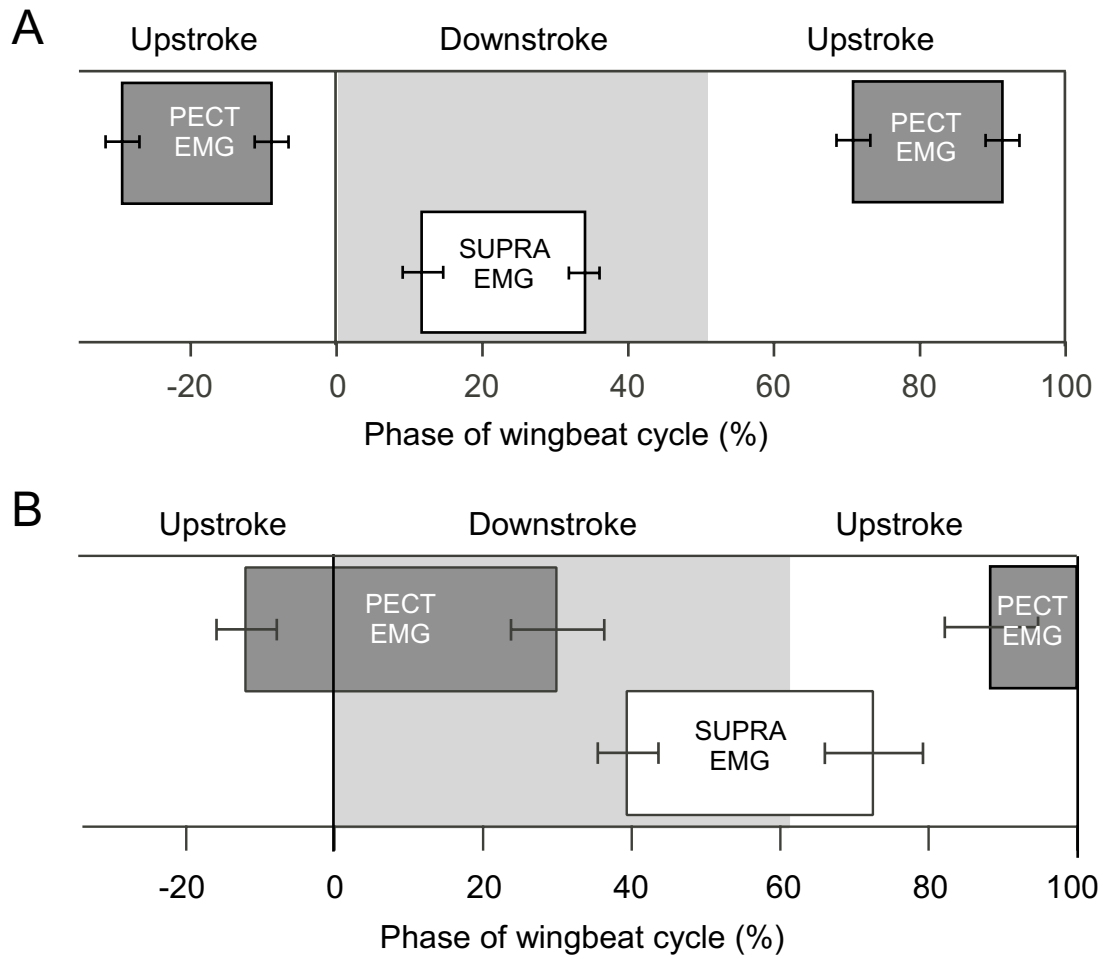 A
Upstroke Downstroke Upstroke
PECT
EMG
PECT
EMG
SUPRA
EMG
-20 0 20 40 60 80 100
Phase of wingbeat cycle (%)
B
Upstroke Downstroke Upstroke
PECT
EMG
PECT
EMG
SUPRA
EMG
-20 0 20 40 60 80 100
Phase of wingbeat cycle (%)